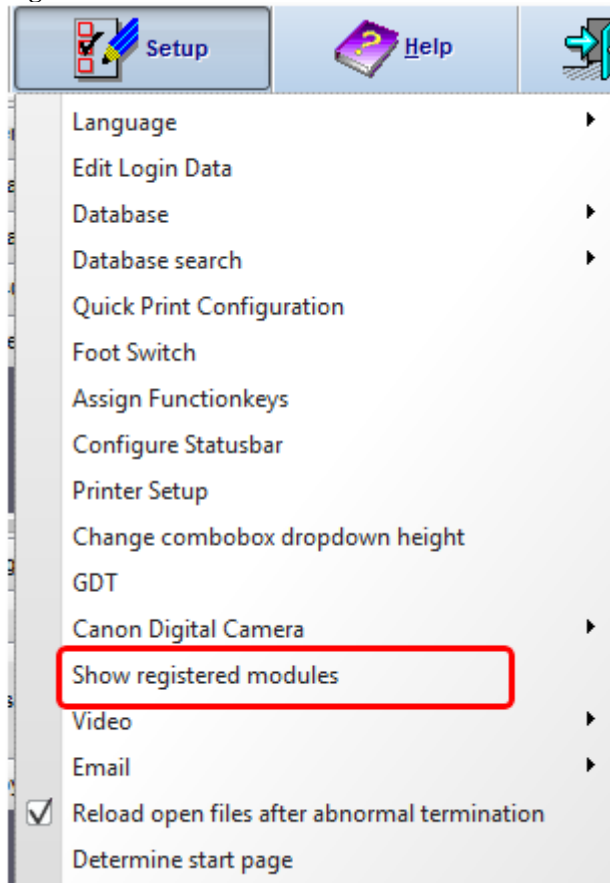 Setup
Help
Language
Edit Login Data
Database
Database search
Quick Print Configuration
Foot Switch
Assign Functionkeys
Configure Statusbar
Printer Setup
Change combobox dropdown height
GDT
Canon Digital Camera
Show registered modules
Video
Email
Reload open files after abnormal termination
Determine start page